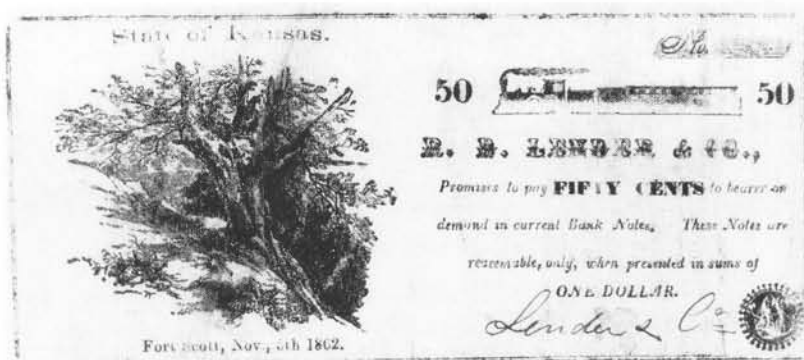 State of Kansas.
No.
50 50
R. B. LENDER & CO.,
Promises to pay FIFTY CENTS to bearer on
demand in current Bank Notes. These Notes are
redeemable, only, when presented in sums of
ONE DOLLAR.
Lender & Co
Fort Scott, Nov., 5th 1862.